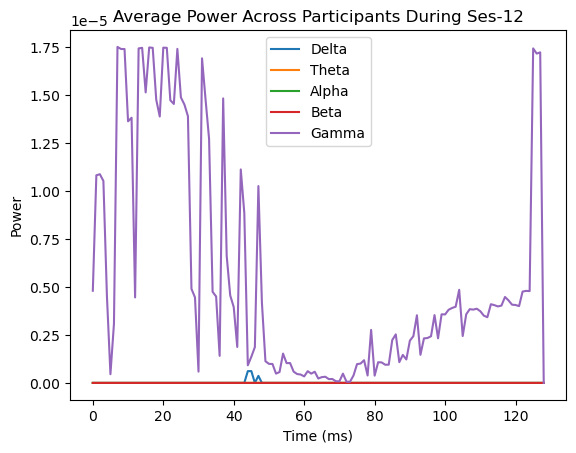 Average Power Across Participants During Ses-12
1e−5
Delta
Theta
Alpha
Beta
Gamma
1.75
1.50
1.25
1.00
0.75
0.50
0.25
0.00
Power
0 20 40 60 80 100 120
Time (ms)